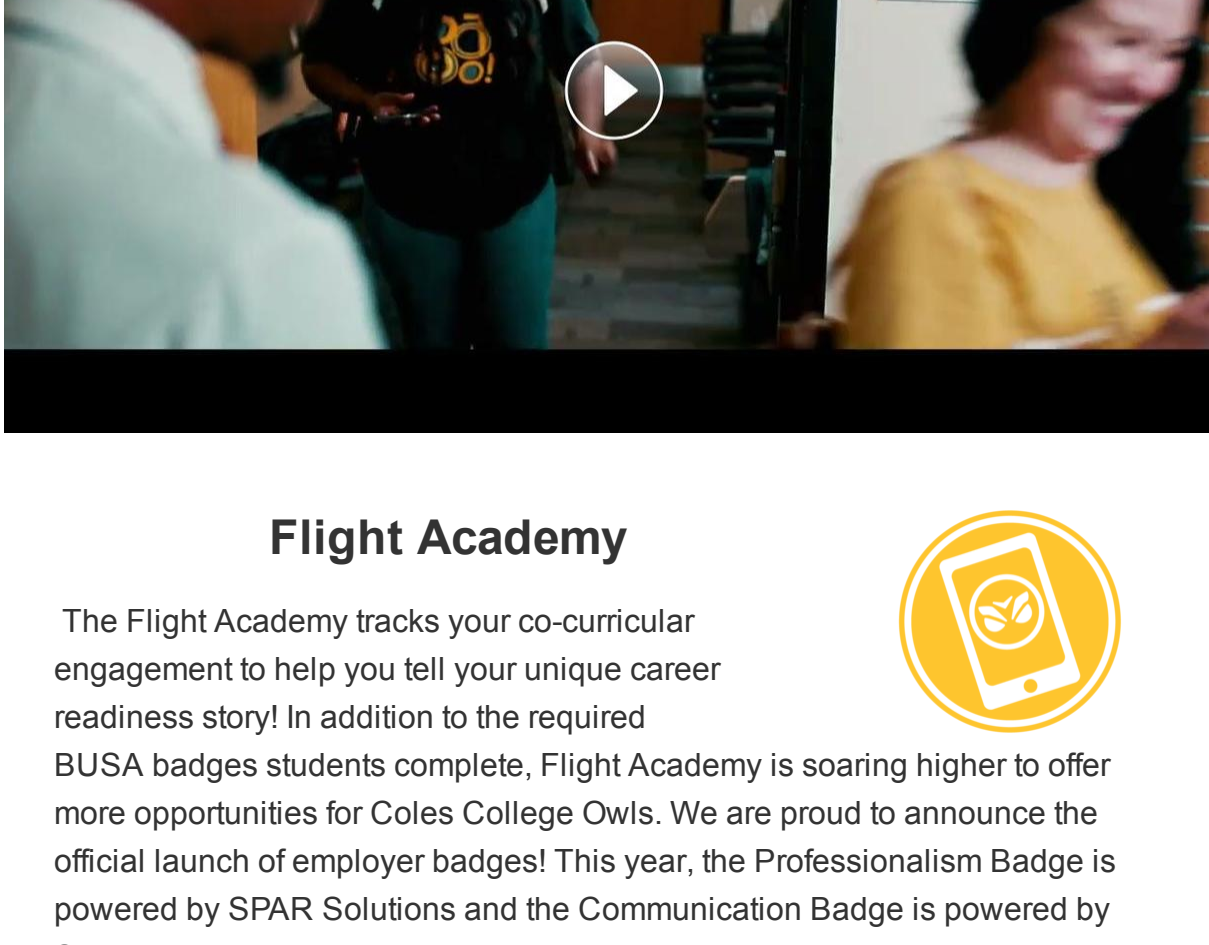 Flight Academy
The Flight Academy tracks your co-curricular
engagement to help you tell your unique career
readiness story! In addition to the required
BUSA badges students complete, Flight Academy is soaring higher to offer
more opportunities for Coles College Owls. We are proud to announce the
official launch of employer badges! This year, the Professionalism Badge is
powered by SPAR Solutions and the Communication Badge is powered by